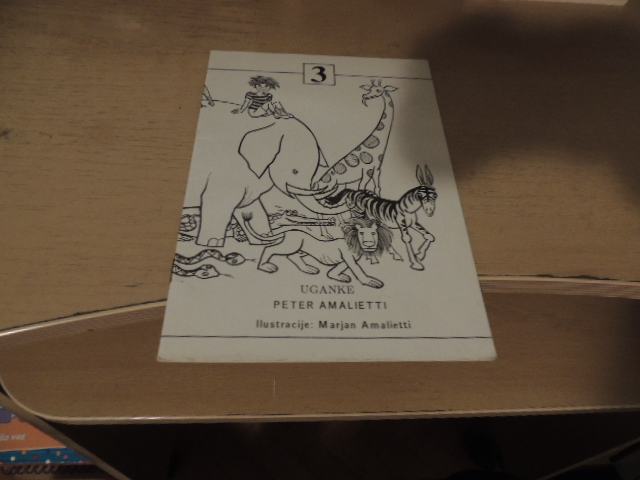 3
UGANKE
PETER AMALIETTI
Ilustracije: Marjan Amalietti